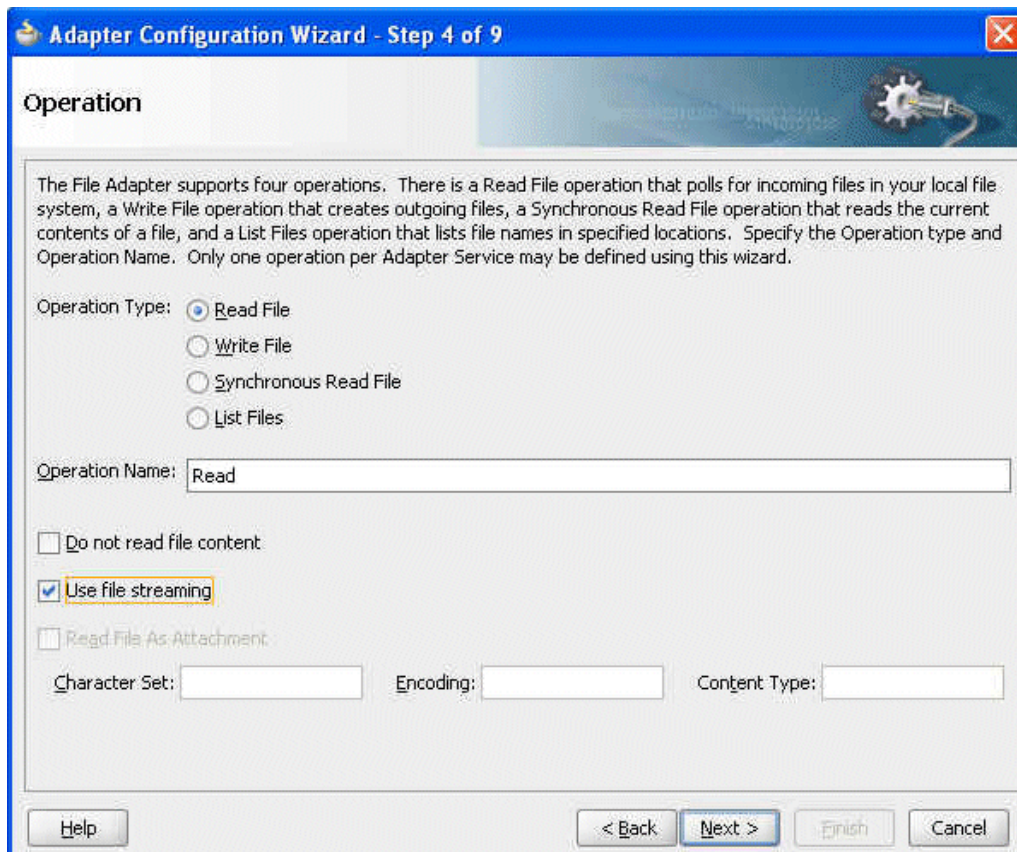 Adapter Configuration Wizard - Step 4 of 9
Operation
The File Adapter supports four operations. There is a Read File operation that polls for incoming files in your local file
system, a Write File operation that creates outgoing files, a Synchronous Read File operation that reads the current
contents of a file, and a List Files operation that lists file names in specified locations. Specify the Operation type and
Operation Name. Only one operation per Adapter Service may be defined using this wizard.
Operation Type: Read File
Write File
Synchronous Read File
List Files
Operation Name: Read
Do not read file content
Use file streaming
Read File As Attachment
Character Set: Encoding: Content Type:
Help < Back Next > Finish Cancel